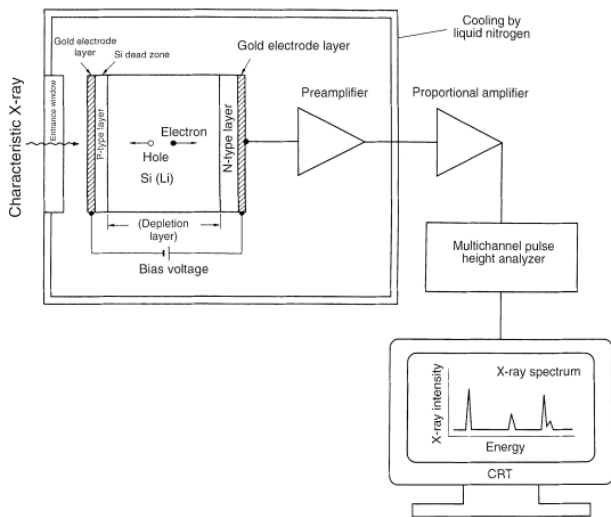 Cooling by
liquid nitrogen
Gold electrode
layer
Si dead zone
Gold electrode layer
Characteristic X-ray
Entrance window
P-type layer
Electron
Hole
Si (Li)
N-type layer
Preamplifier
Proportional amplifier
(Depletion
layer)
Bias voltage
Multichannel pulse
height analyzer
X-ray spectrum
X-ray intensity
Energy
CRT